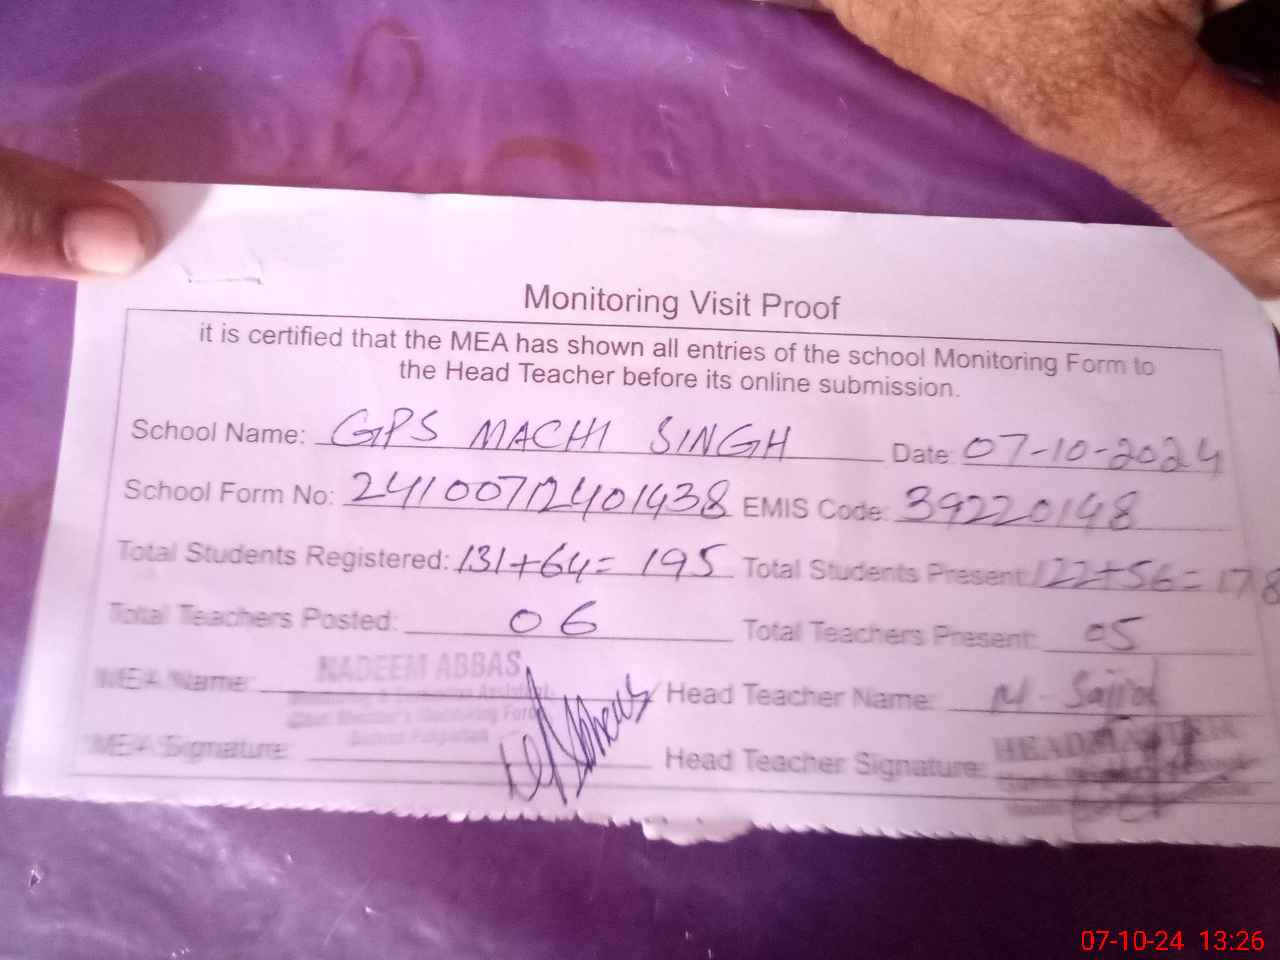 Monitoring Visit Proof
it is certified that the MEA has shown all entries of the school Monitoring Form to
the Head Teacher before its online submission.
School Name: GPS MACHI SINGH Date: 07-10-2024
School Form No: 24100712401438 EMIS Code: 39220148
Total Students Registered: 131+64= 195 Total Students Present: 122+56= 178
Total Teachers Posted: 06 Total Teachers Present: 05
MEA Name: NADEEM ABBAS Head Teacher Name: M. Sajjad
MEA Signature: Head Teacher Signature: HEADMASTER
07-10-24 13:26